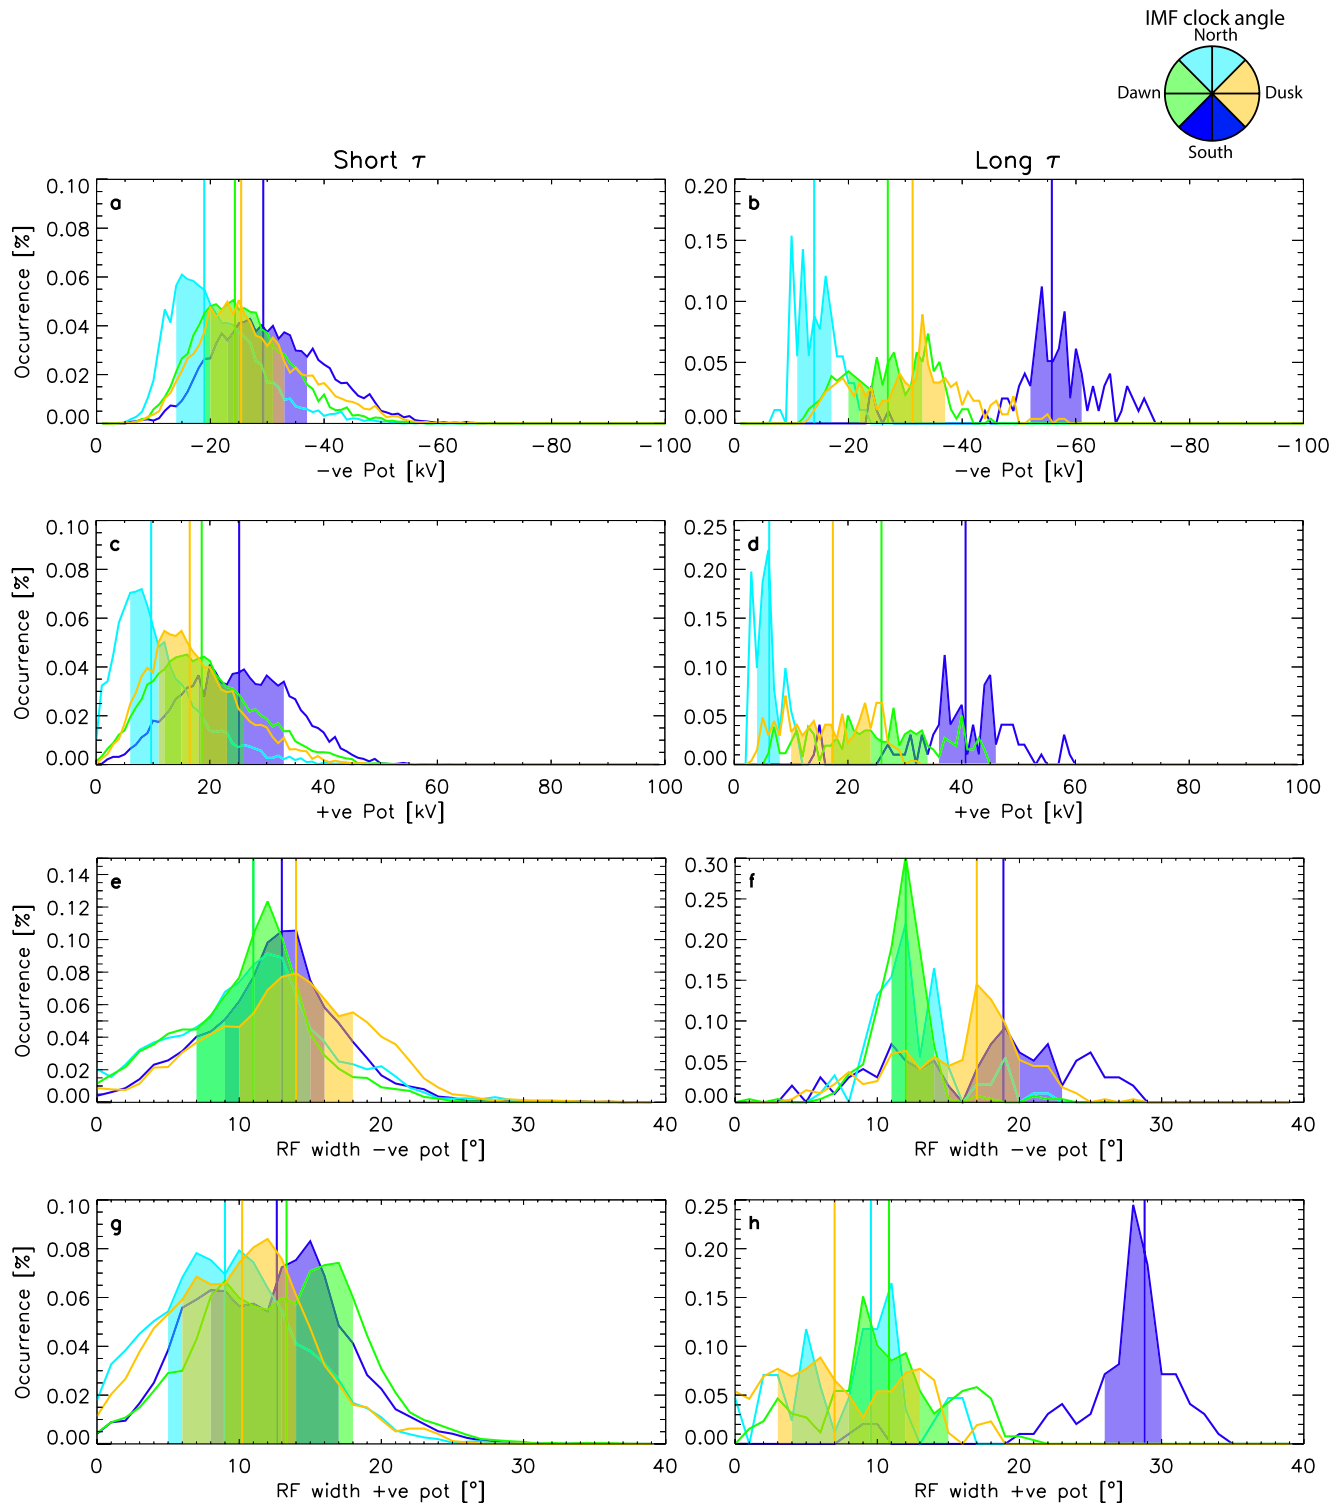 IMF clock angle
North
Dawn
Dusk
South
Short τ
Long τ
a
Occurrence [%]
0.10
0.08
0.06
0.04
0.02
0.00
0 -20 -40 -60 -80 -100
-ve Pot [kV]
b
0.20
0.15
0.10
0.05
0.00
0 -20 -40 -60 -80 -100
-ve Pot [kV]
c
Occurrence [%]
0.10
0.08
0.06
0.04
0.02
0.00
0 20 40 60 80 100
+ve Pot [kV]
d
0.25
0.20
0.15
0.10
0.05
0.00
0 20 40 60 80 100
+ve Pot [kV]
e
Occurrence [%]
0.14
0.12
0.10
0.08
0.06
0.04
0.02
0.00
0 10 20 30 40
RF width -ve pot [°]
f
0.30
0.25
0.20
0.15
0.10
0.05
0.00
0 10 20 30 40
RF width -ve pot [°]
g
Occurrence [%]
0.10
0.08
0.06
0.04
0.02
0.00
0 10 20 30 40
RF width +ve pot [°]
h
0.25
0.20
0.15
0.10
0.05
0.00
0 10 20 30 40
RF width +ve pot [°]